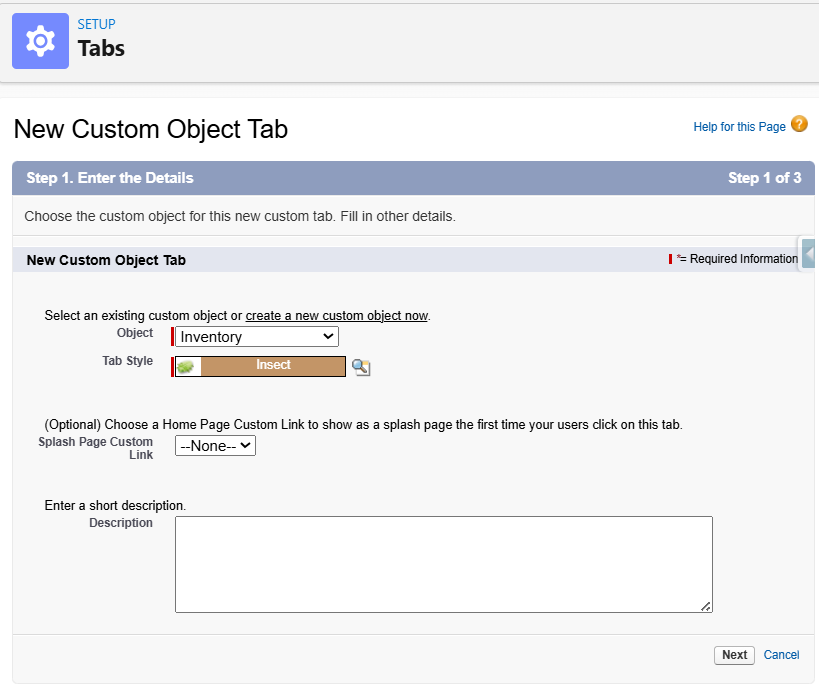 SETUP
Tabs
New Custom Object Tab
Help for this Page ?
Step 1. Enter the Details Step 1 of 3
Choose the custom object for this new custom tab. Fill in other details.
New Custom Object Tab * = Required Information
Select an existing custom object or create a new custom object now.
Object Inventory
Tab Style Insect
(Optional) Choose a Home Page Custom Link to show as a splash page the first time your users click on this tab.
Splash Page Custom
Link
--None--
Enter a short description.
Description
Next Cancel